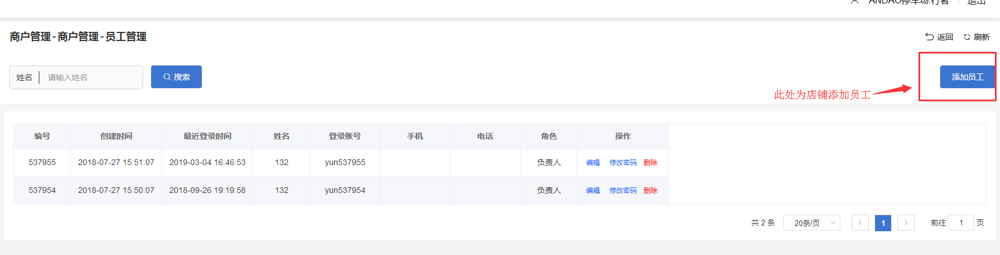 ANDAO停车场.行者 退出
商户管理 - 商户管理 - 员工管理
返回 刷新
姓名 请输入姓名 搜索 添加员工
此处为店铺添加员工
编号 创建时间 最近登录时间 姓名 登录账号 手机 电话 角色 操作
537955 2018-07-27 15:51:07 2019-03-04 16:46:53 132 yun537955 负责人 编辑 修改密码 删除
537954 2018-07-27 15:50:07 2018-09-26 19:19:58 132 yun537954 负责人 编辑 修改密码 删除
共 2 条 20条/页 1 前往 1 页